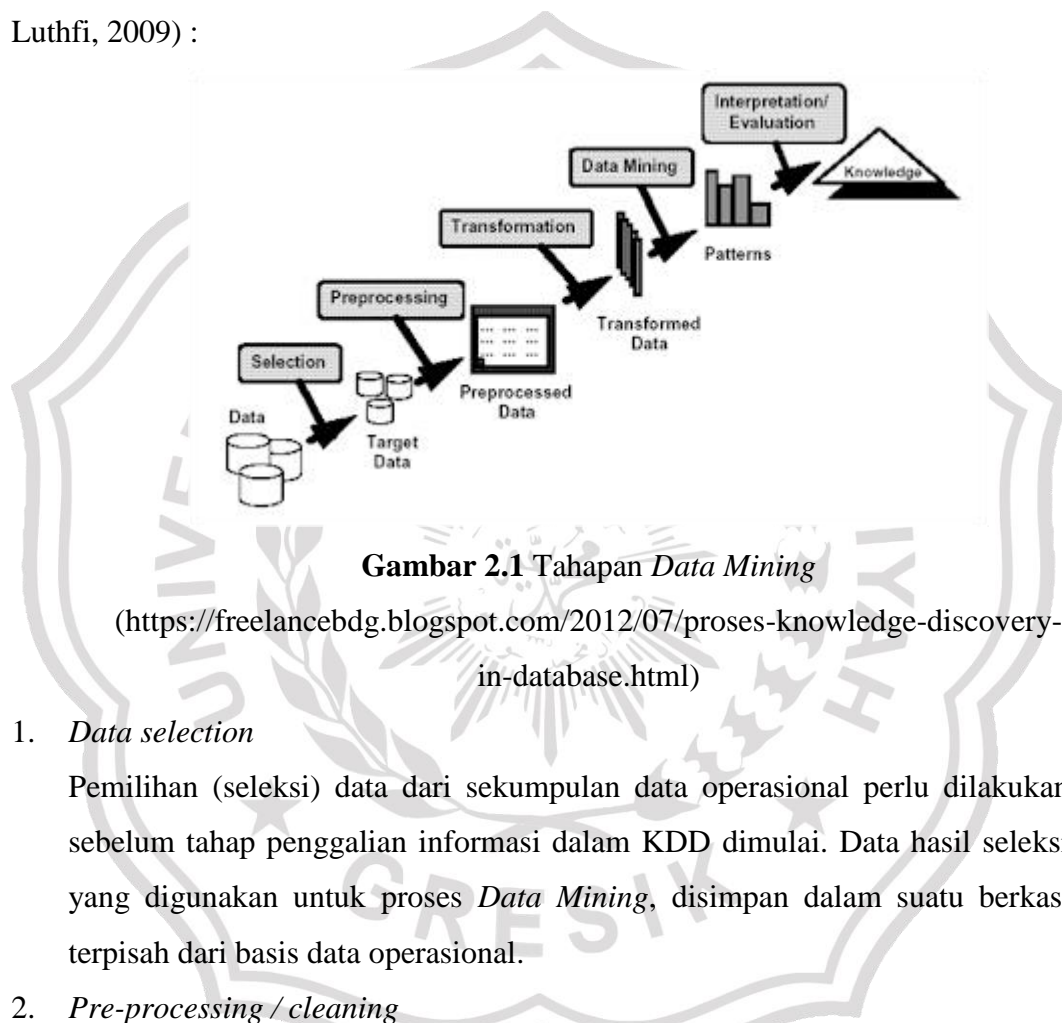 Luthfi, 2009) :
Interpretation/
Evaluation
Data Mining
Knowledge
Transformation
Patterns
Preprocessing
Transformed
Data
Selection
Preprocessed
Data
Data
Target
Data
Gambar 2.1 Tahapan Data Mining
(https://freelancebdg.blogspot.com/2012/07/proses-knowledge-discovery-
in-database.html)
1. Data selection
Pemilihan (seleksi) data dari sekumpulan data operasional perlu dilakukan
sebelum tahap penggalian informasi dalam KDD dimulai. Data hasil seleksi
yang digunakan untuk proses Data Mining, disimpan dalam suatu berkas
terpisah dari basis data operasional.
2. Pre-processing / cleaning
GRESIK